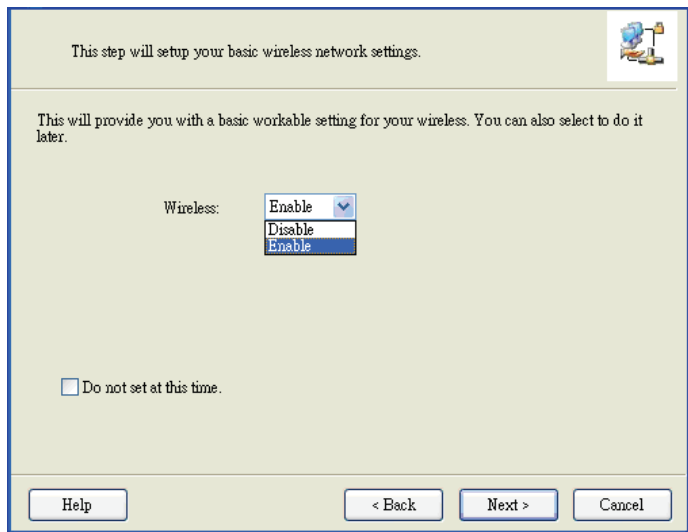 This step will setup your basic wireless network settings.
This will provide you with a basic workable setting for your wireless. You can also select to do it
later.
Wireless:
Enable
Disable
Enable
Do not set at this time.
Help
< Back
Next >
Cancel